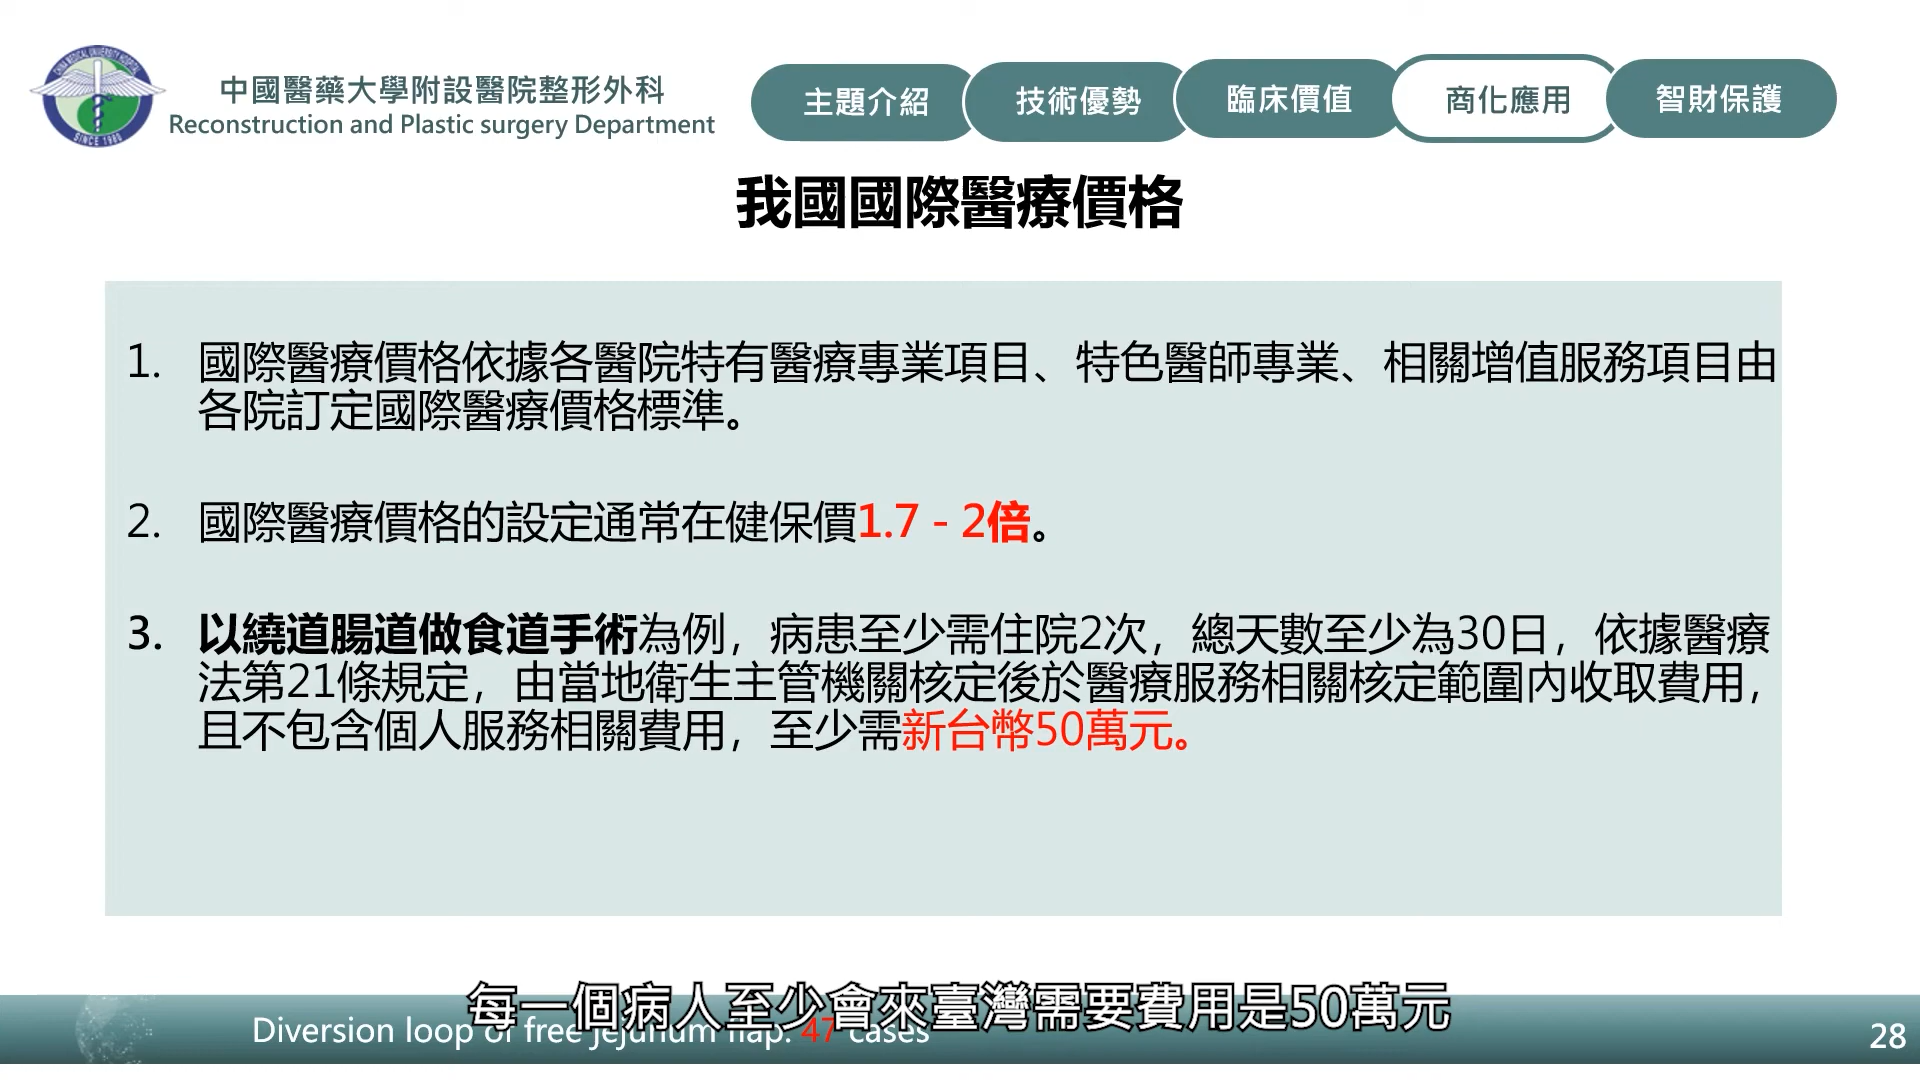 CHINA MEDICAL UNIVERSITY HOSPITAL
SINCE 1980
中國醫藥大學附設醫院整形外科
Reconstruction and Plastic surgery Department
主題介紹
技術優勢
臨床價值
商化應用
智財保護
我國國際醫療價格
1. 國際醫療價格依據各醫院特有醫療專業項目、特色醫師專業、相關增值服務項目由
各院訂定國際醫療價格標準。
2. 國際醫療價格的設定通常在健保價1.7 - 2倍。
3. 以繞道腸道做食道手術為例，病患至少需住院2次，總天數至少為30日，依據醫療
法第21條規定，由當地衛生主管機關核定後於醫療服務相關核定範圍內收取費用，
且不包含個人服務相關費用，至少需新台幣50萬元。
每一個病人至少會來臺灣需要費用是50萬元
Diversion loop of free jejunum flap: 47 cases
28